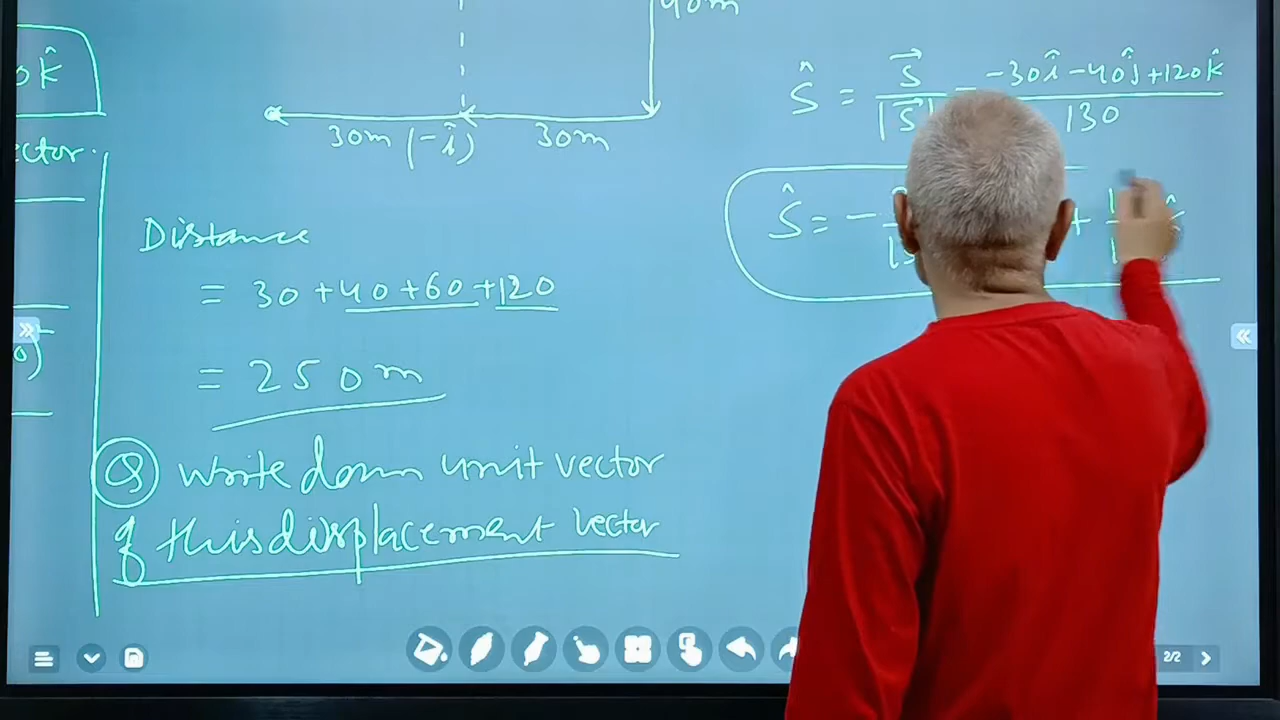 40m
0k̂
ector.
30m (-î) 30m
Distance
= 30 + 40 + 60 + 120
= 250m
Q write down unit vector
of this displacement vector
ŝ = s⃗ / |s⃗| = -30î - 40ĵ + 120k̂ / 130
ŝ = - +
2/2